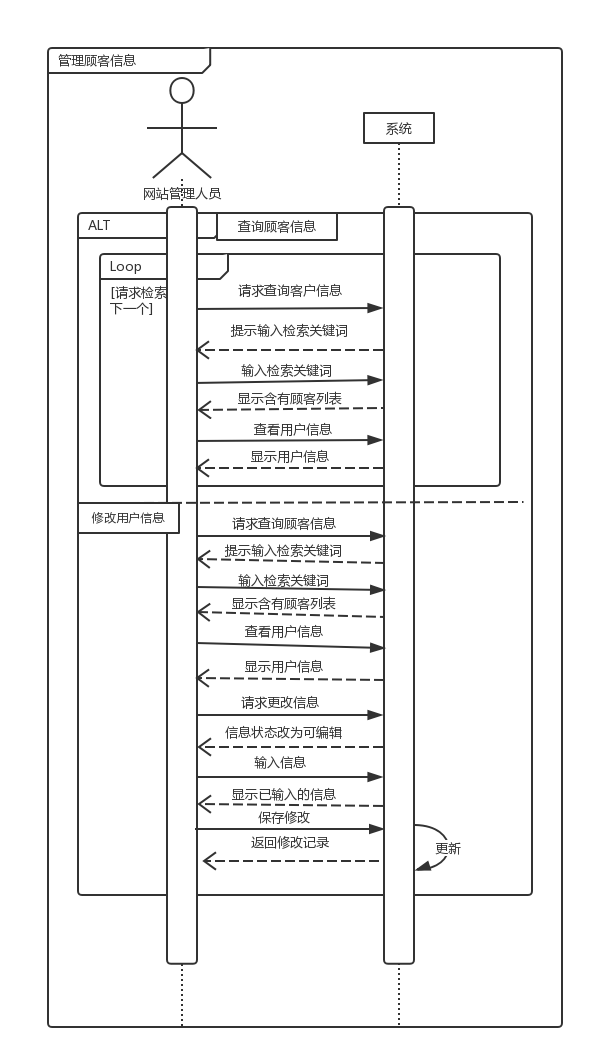 管理顾客信息
系统
网站管理人员
ALT
查询顾客信息
Loop
[请求检索
下一个]
请求查询客户信息
提示输入检索关键词
输入检索关键词
显示含有顾客列表
查看用户信息
显示用户信息
修改用户信息
请求查询顾客信息
提示输入检索关键词
输入检索关键词
显示含有顾客列表
查看用户信息
显示用户信息
请求更改信息
信息状态改为可编辑
输入信息
显示已输入的信息
保存修改
返回修改记录
更新